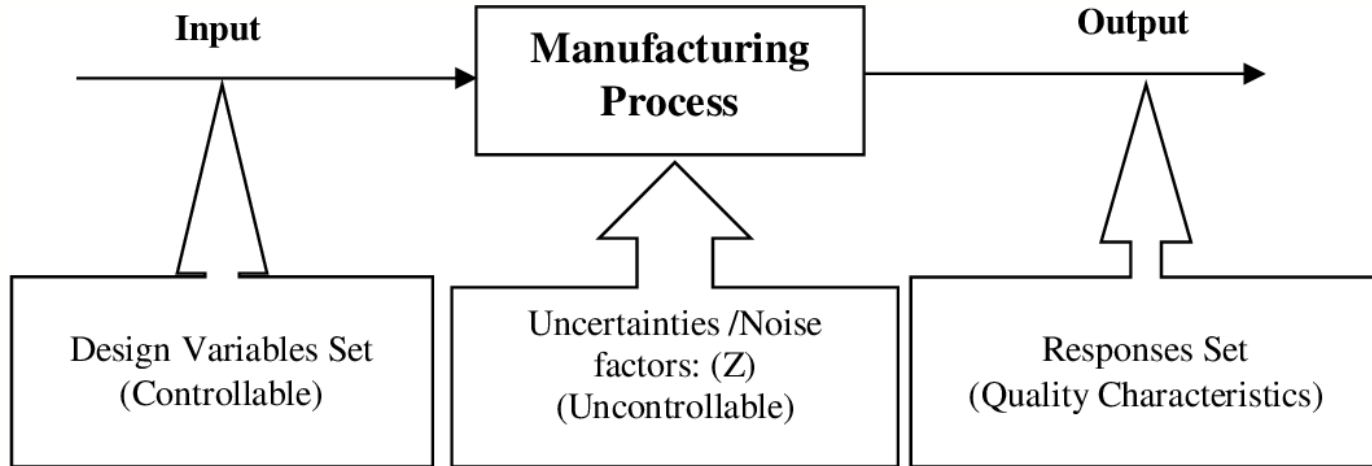 Input
Manufacturing
Process
Output
Design Variables Set
(Controllable)
Uncertainties /Noise
factors: (Z)
(Uncontrollable)
Responses Set
(Quality Characteristics)